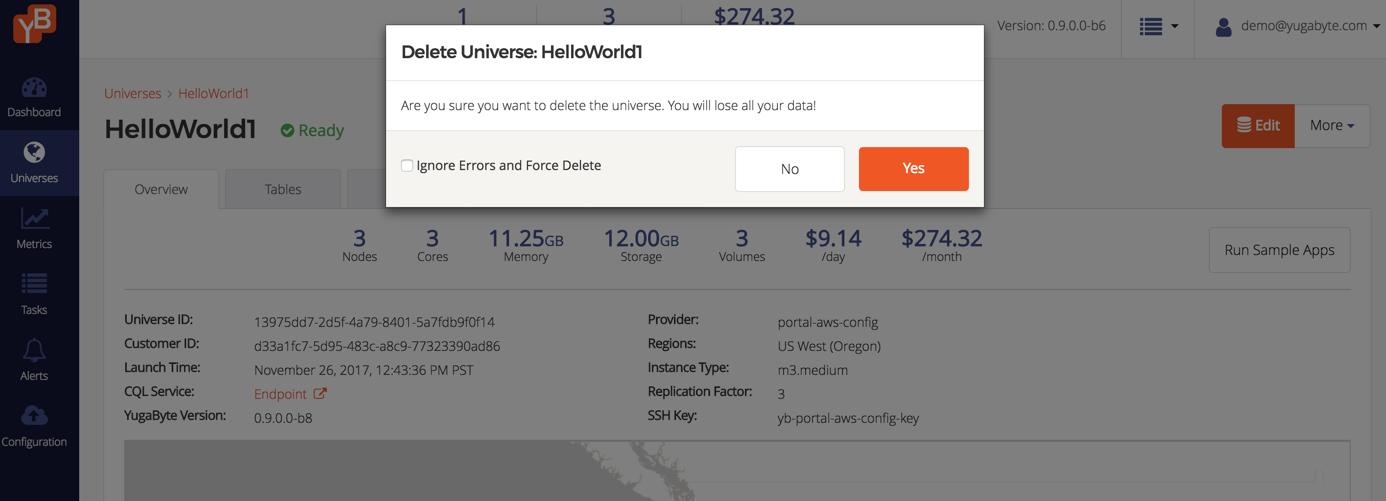 YB
1 3 $274.32
Version: 0.9.0.0-b6
demo@yugabyte.com
Delete Universe: HelloWorld1
Are you sure you want to delete the universe. You will lose all your data!
Ignore Errors and Force Delete
No
Yes
Dashboard
Universes
Metrics
Tasks
Alerts
Configuration
Universes > HelloWorld1
HelloWorld1 Ready
Edit
More
Overview
Tables
3 3 11.25GB 12.00GB 3 $9.14 $274.32
Nodes Cores Memory Storage Volumes /day /month
Run Sample Apps
Universe ID: 13975dd7-2d5f-4a79-8401-5a7fdb9f0f14
Customer ID: d33a1fc7-5d95-483c-a8c9-77323390ad86
Launch Time: November 26, 2017, 12:43:36 PM PST
CQL Service: Endpoint
YugaByte Version: 0.9.0.0-b8
Provider: portal-aws-config
Regions: US West (Oregon)
Instance Type: m3.medium
Replication Factor: 3
SSH Key: yb-portal-aws-config-key